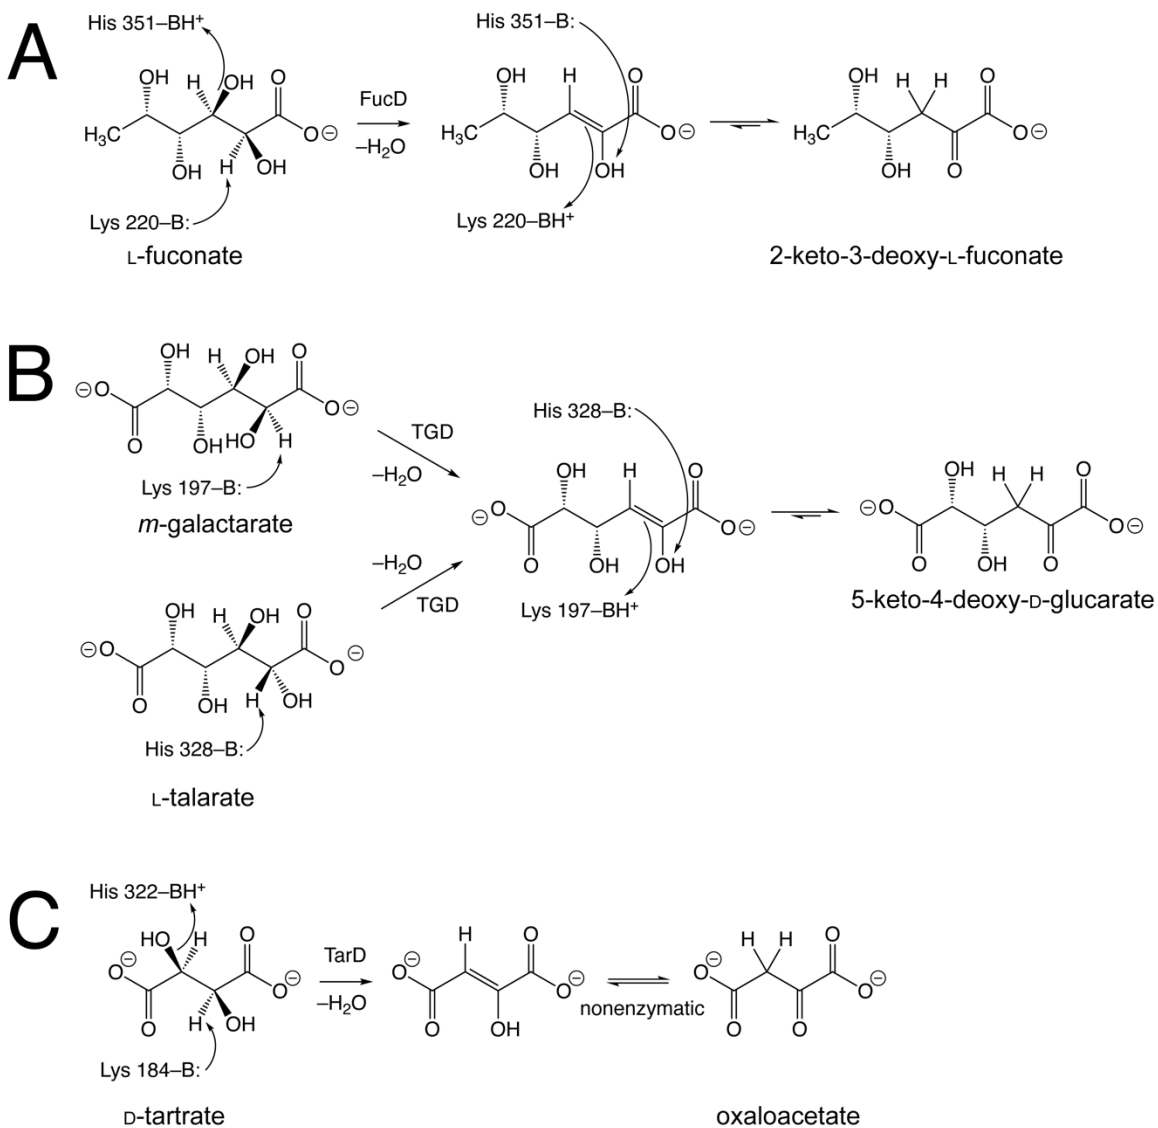 A
His 351–BH⁺
OH
H
OH
O
H₃C
OH
H
OH
O⊖
Lys 220–B:
L-fuconate
FucD
–H₂O
His 351–B:
OH
H
O
H₃C
OH
OH
O⊖
Lys 220–BH⁺
OH
H
H
O
H₃C
OH
O
O⊖
2-keto-3-deoxy-L-fuconate
B
OH
H
OH
O
⊖O
O
OH
HO
H
O⊖
Lys 197–B:
m-galactarate
TGD
–H₂O
–H₂O
TGD
OH
H
OH
O
⊖O
O
OH
H
OH
O⊖
His 328–B:
L-talarate
His 328–B:
OH
H
O
⊖O
O
OH
OH
O⊖
Lys 197–BH⁺
OH
H
H
O
⊖O
O
OH
O
O⊖
5-keto-4-deoxy-D-glucarate
C
His 322–BH⁺
HO
H
O
⊖
O
O
H
OH
O⊖
Lys 184–B:
D-tartrate
TarD
–H₂O
H
O
⊖
O
O
OH
O⊖
nonenzymatic
H
H
O
⊖
O
O
O
O⊖
oxaloacetate